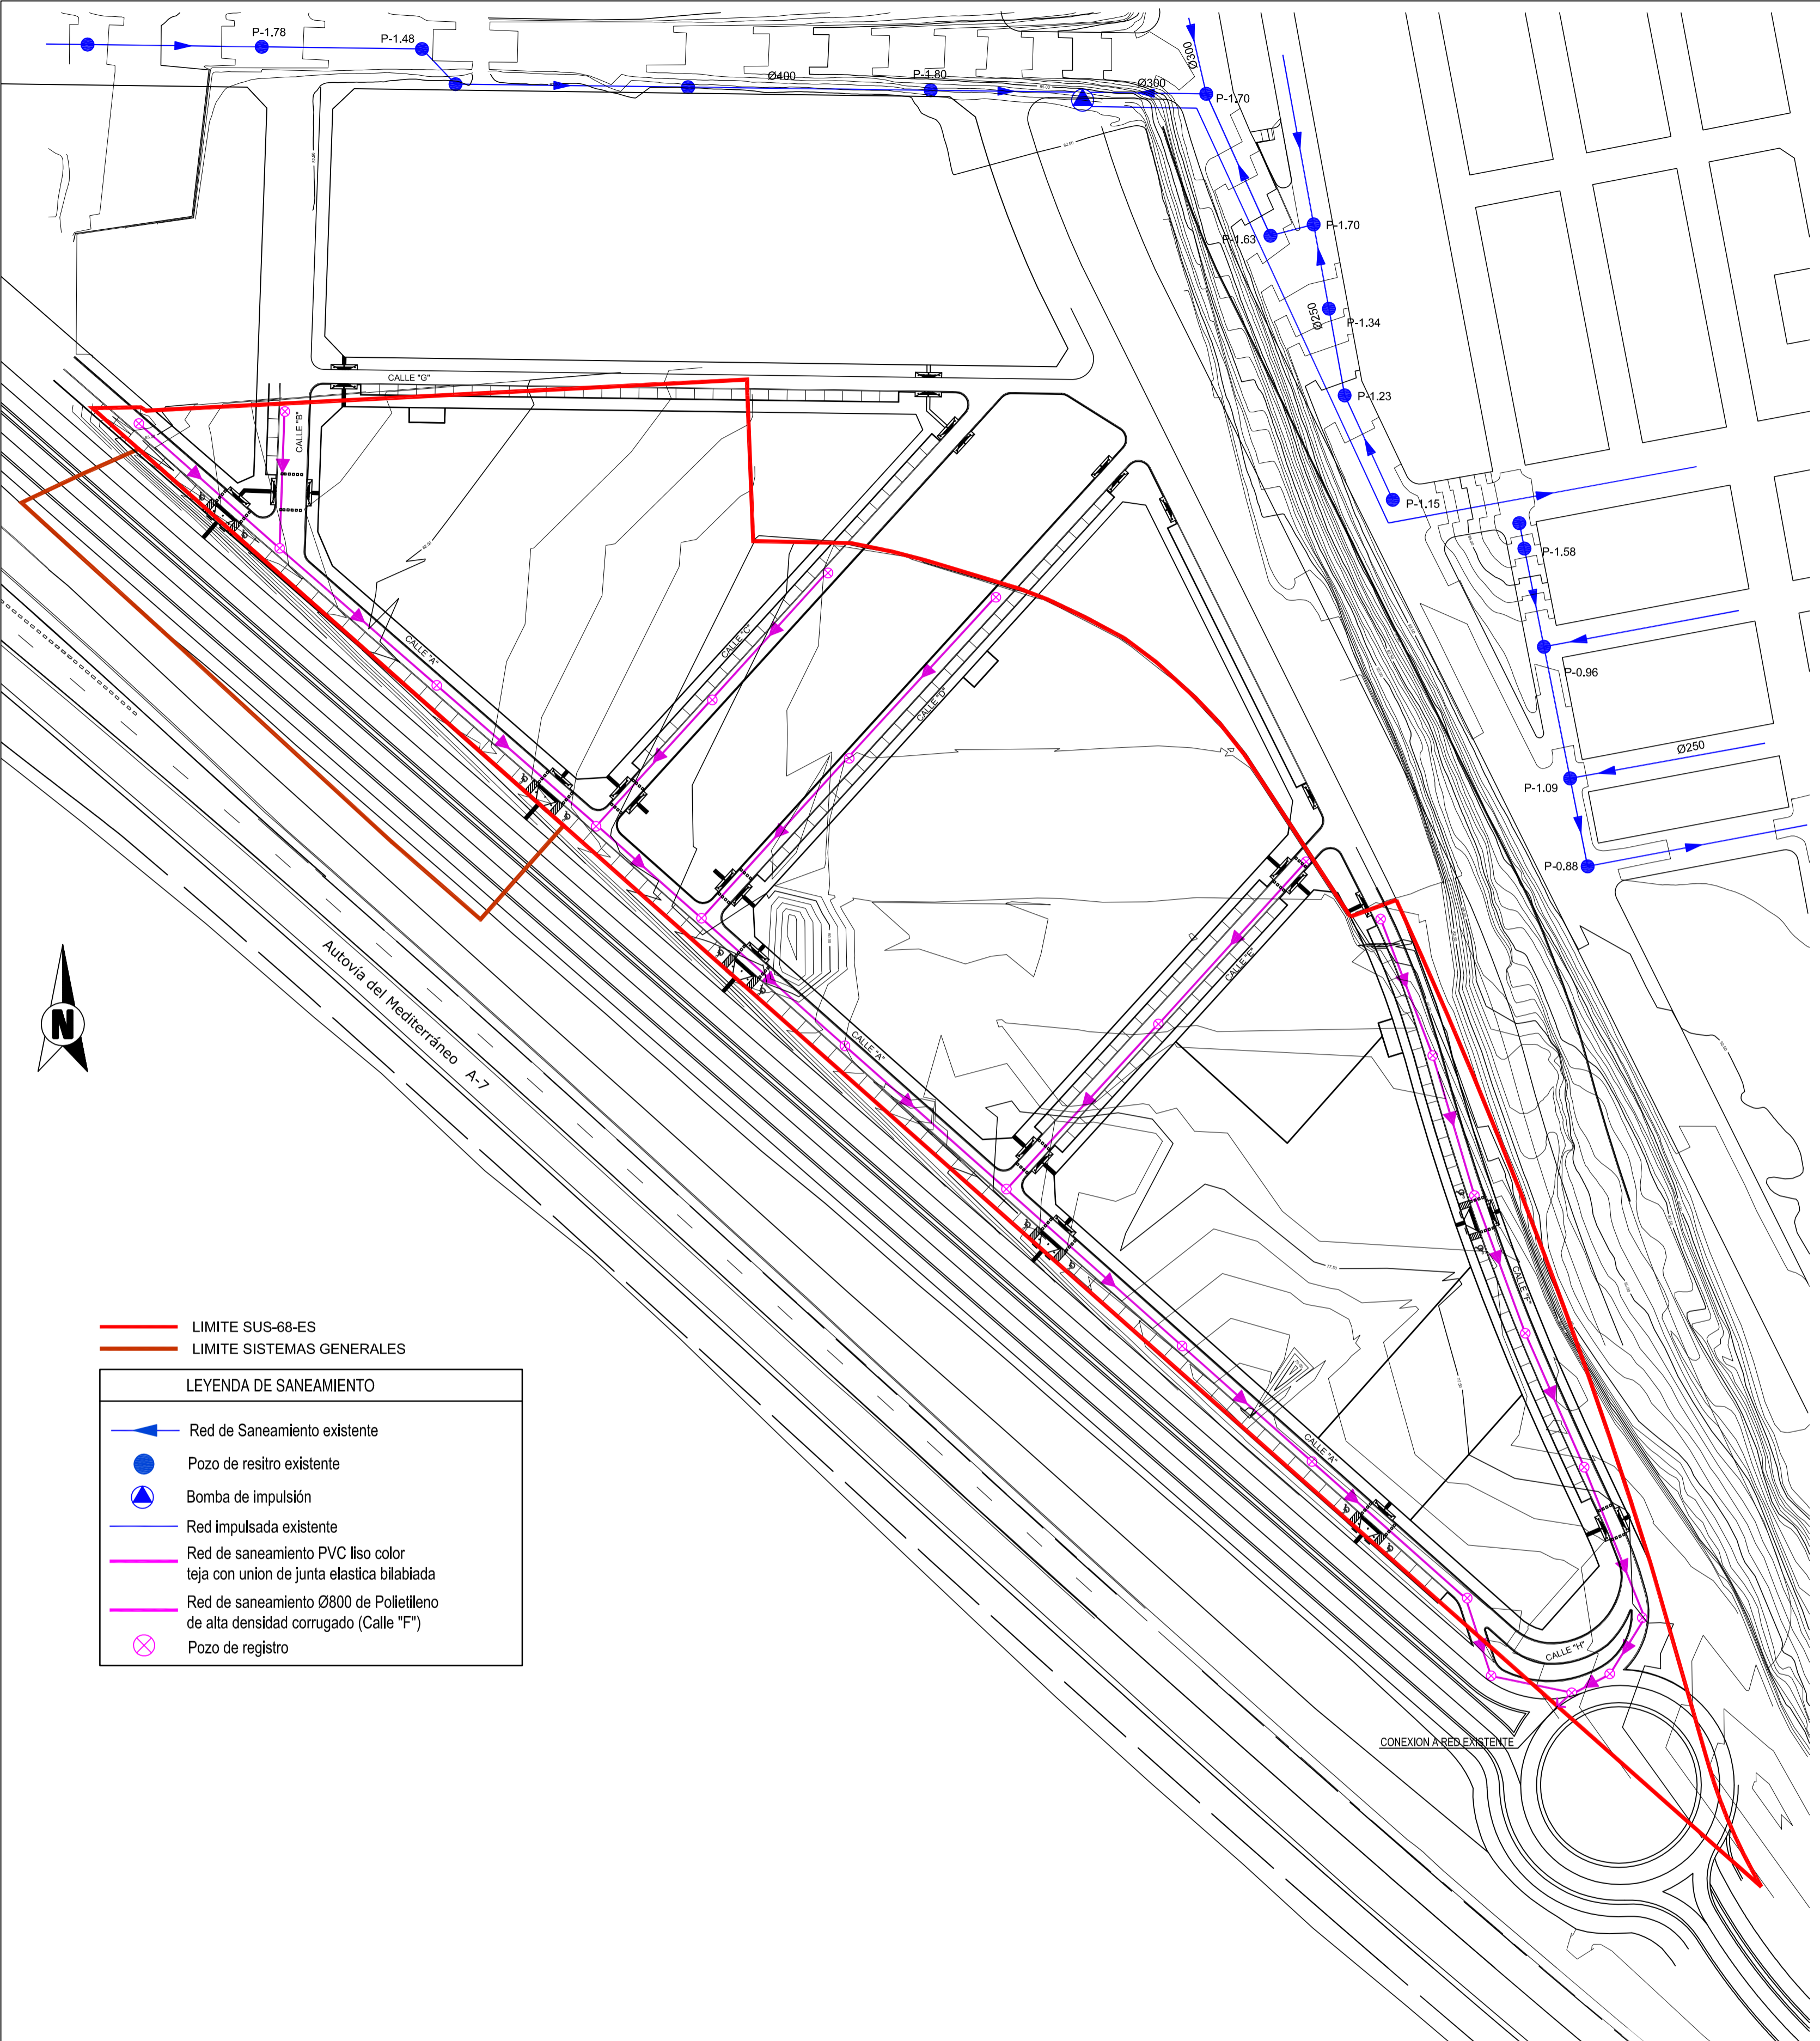 P-1.78
P-1.48
Ø400
P-1.80
Ø300
Ø300
P-1.70
P-1.63
P-1.70
Ø250
P-1.34
P-1.23
P-1.15
P-1.58
P-0.96
Ø250
P-1.09
P-0.88
CALLE "G"
CALLE "B"
CALLE "A"
CALLE "C"
CALLE "D"
CALLE "E"
CALLE "A"
CALLE "F"
CALLE "A"
CALLE "H"
CONEXION A RED EXISTENTE
Autovía del Mediterráneo A-7
N
LIMITE SUS-68-ES
LIMITE SISTEMAS GENERALES
LEYENDA DE SANEAMIENTO
Red de Saneamiento existente
Pozo de resitro existente
Bomba de impulsión
Red impulsada existente
Red de saneamiento PVC liso color
teja con union de junta elastica bilabiada
Red de saneamiento Ø800 de Polietileno
de alta densidad corrugado (Calle "F")
Pozo de registro